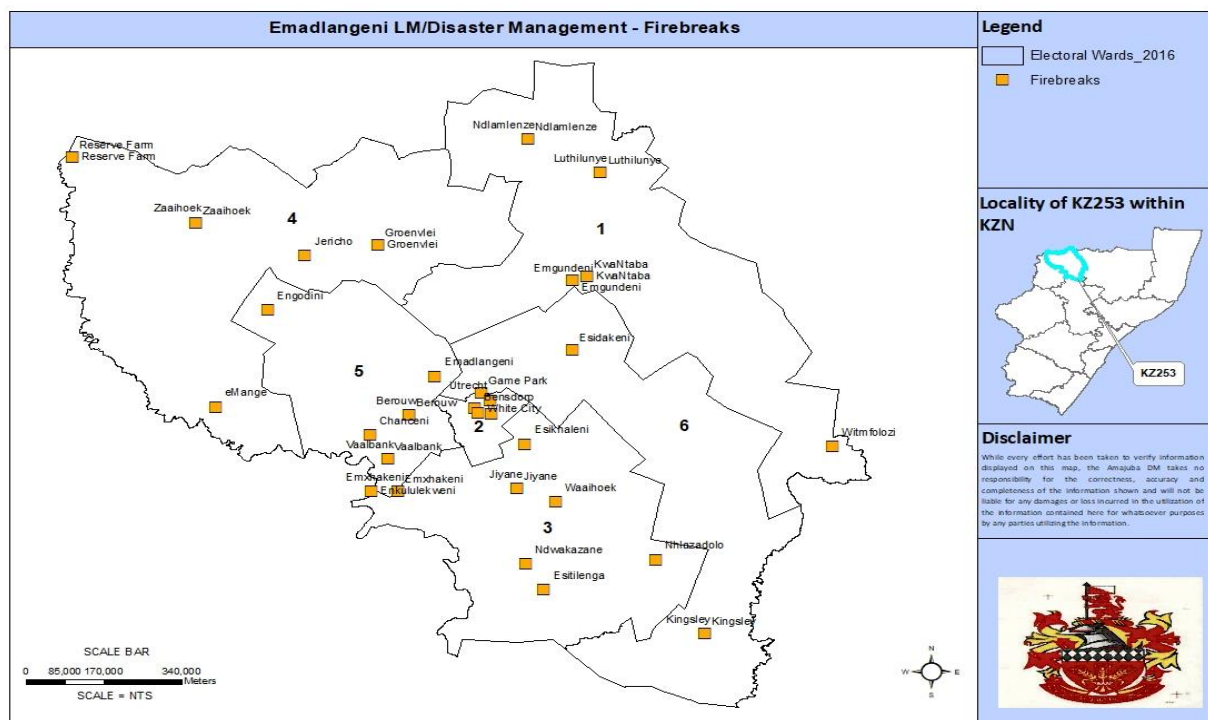 Emadlangeni LM/Disaster Management - Firebreaks
Ndlamlenze Ndlamlenze
Reserve Farm
Reserve Farm
Luthilunye Luthilunye
Zaaihoek Zaaihoek
4
Groenvlei
Groenvlei
Jericho
1
KwaNtaba
Emgundeni KwaNtaba
Emgundeni
Engodini
Esidakeni
5
Emadlangeni
Utrecht Game Park
Bensdorp
White City
eMange
Berouw Berouw
Chanceni
2
6
Vaalbank Vaalbank
Esikhaleni
Witmfolozi
Emxhakeni Emxhakeni
Enkululekweni
Jiyane Jiyane
Waaihoek
3
Ndwakazane
Nhlazadolo
Esitilenga
Kingsley Kingsley
SCALE BAR
0 85,000 170,000 340,000
Meters
SCALE = NTS
N
W E
S
Legend
Electoral Wards_2016
Firebreaks
Locality of KZ253 within
KZN
KZ253
Disclaimer
While every effort has been taken to verify information
displayed on this map, the Amajuba DM takes no
responsibility for the correctness, accuracy and
completeness of the information shown and will not be
liable for any damages or loss incurred in the utilization of
the information contained here for whatsoever purposes
by any parties utilizing the information.